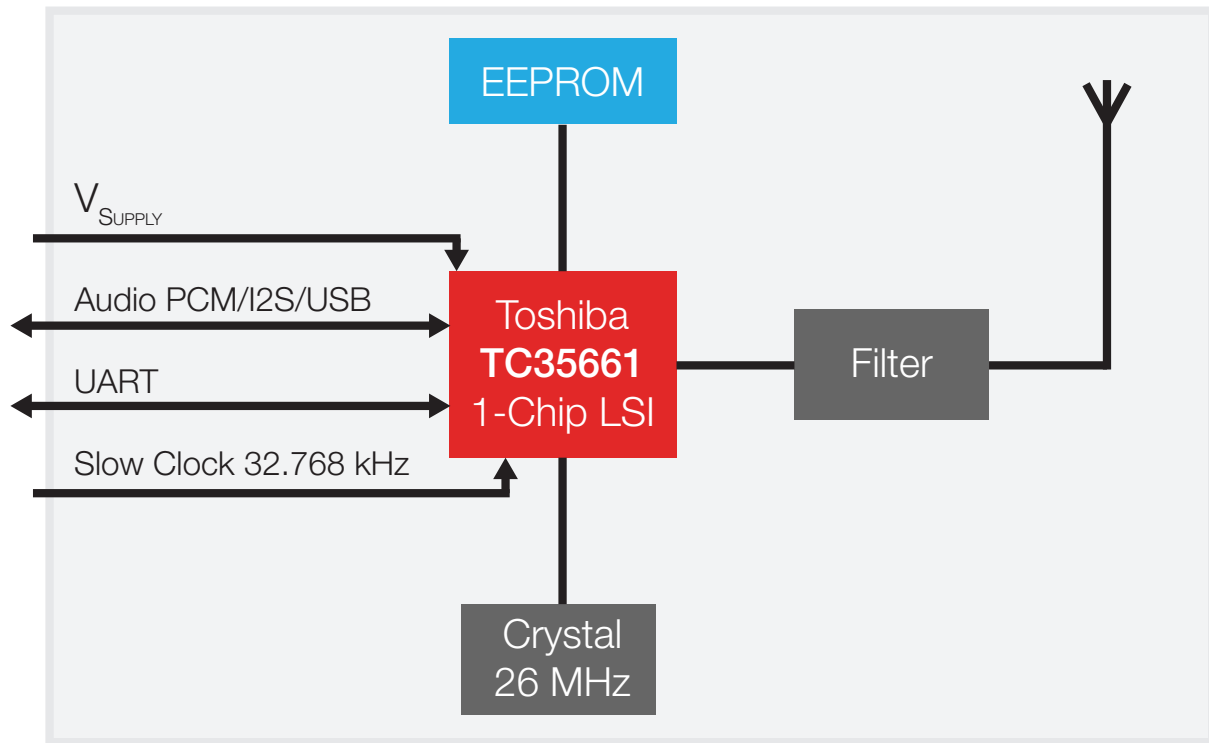 EEPROM
V SUPPLY
Audio PCM/I2S/USB
UART
Slow Clock 32.768 kHz
Toshiba
TC35661
1-Chip LSI
Filter
Crystal
26 MHz